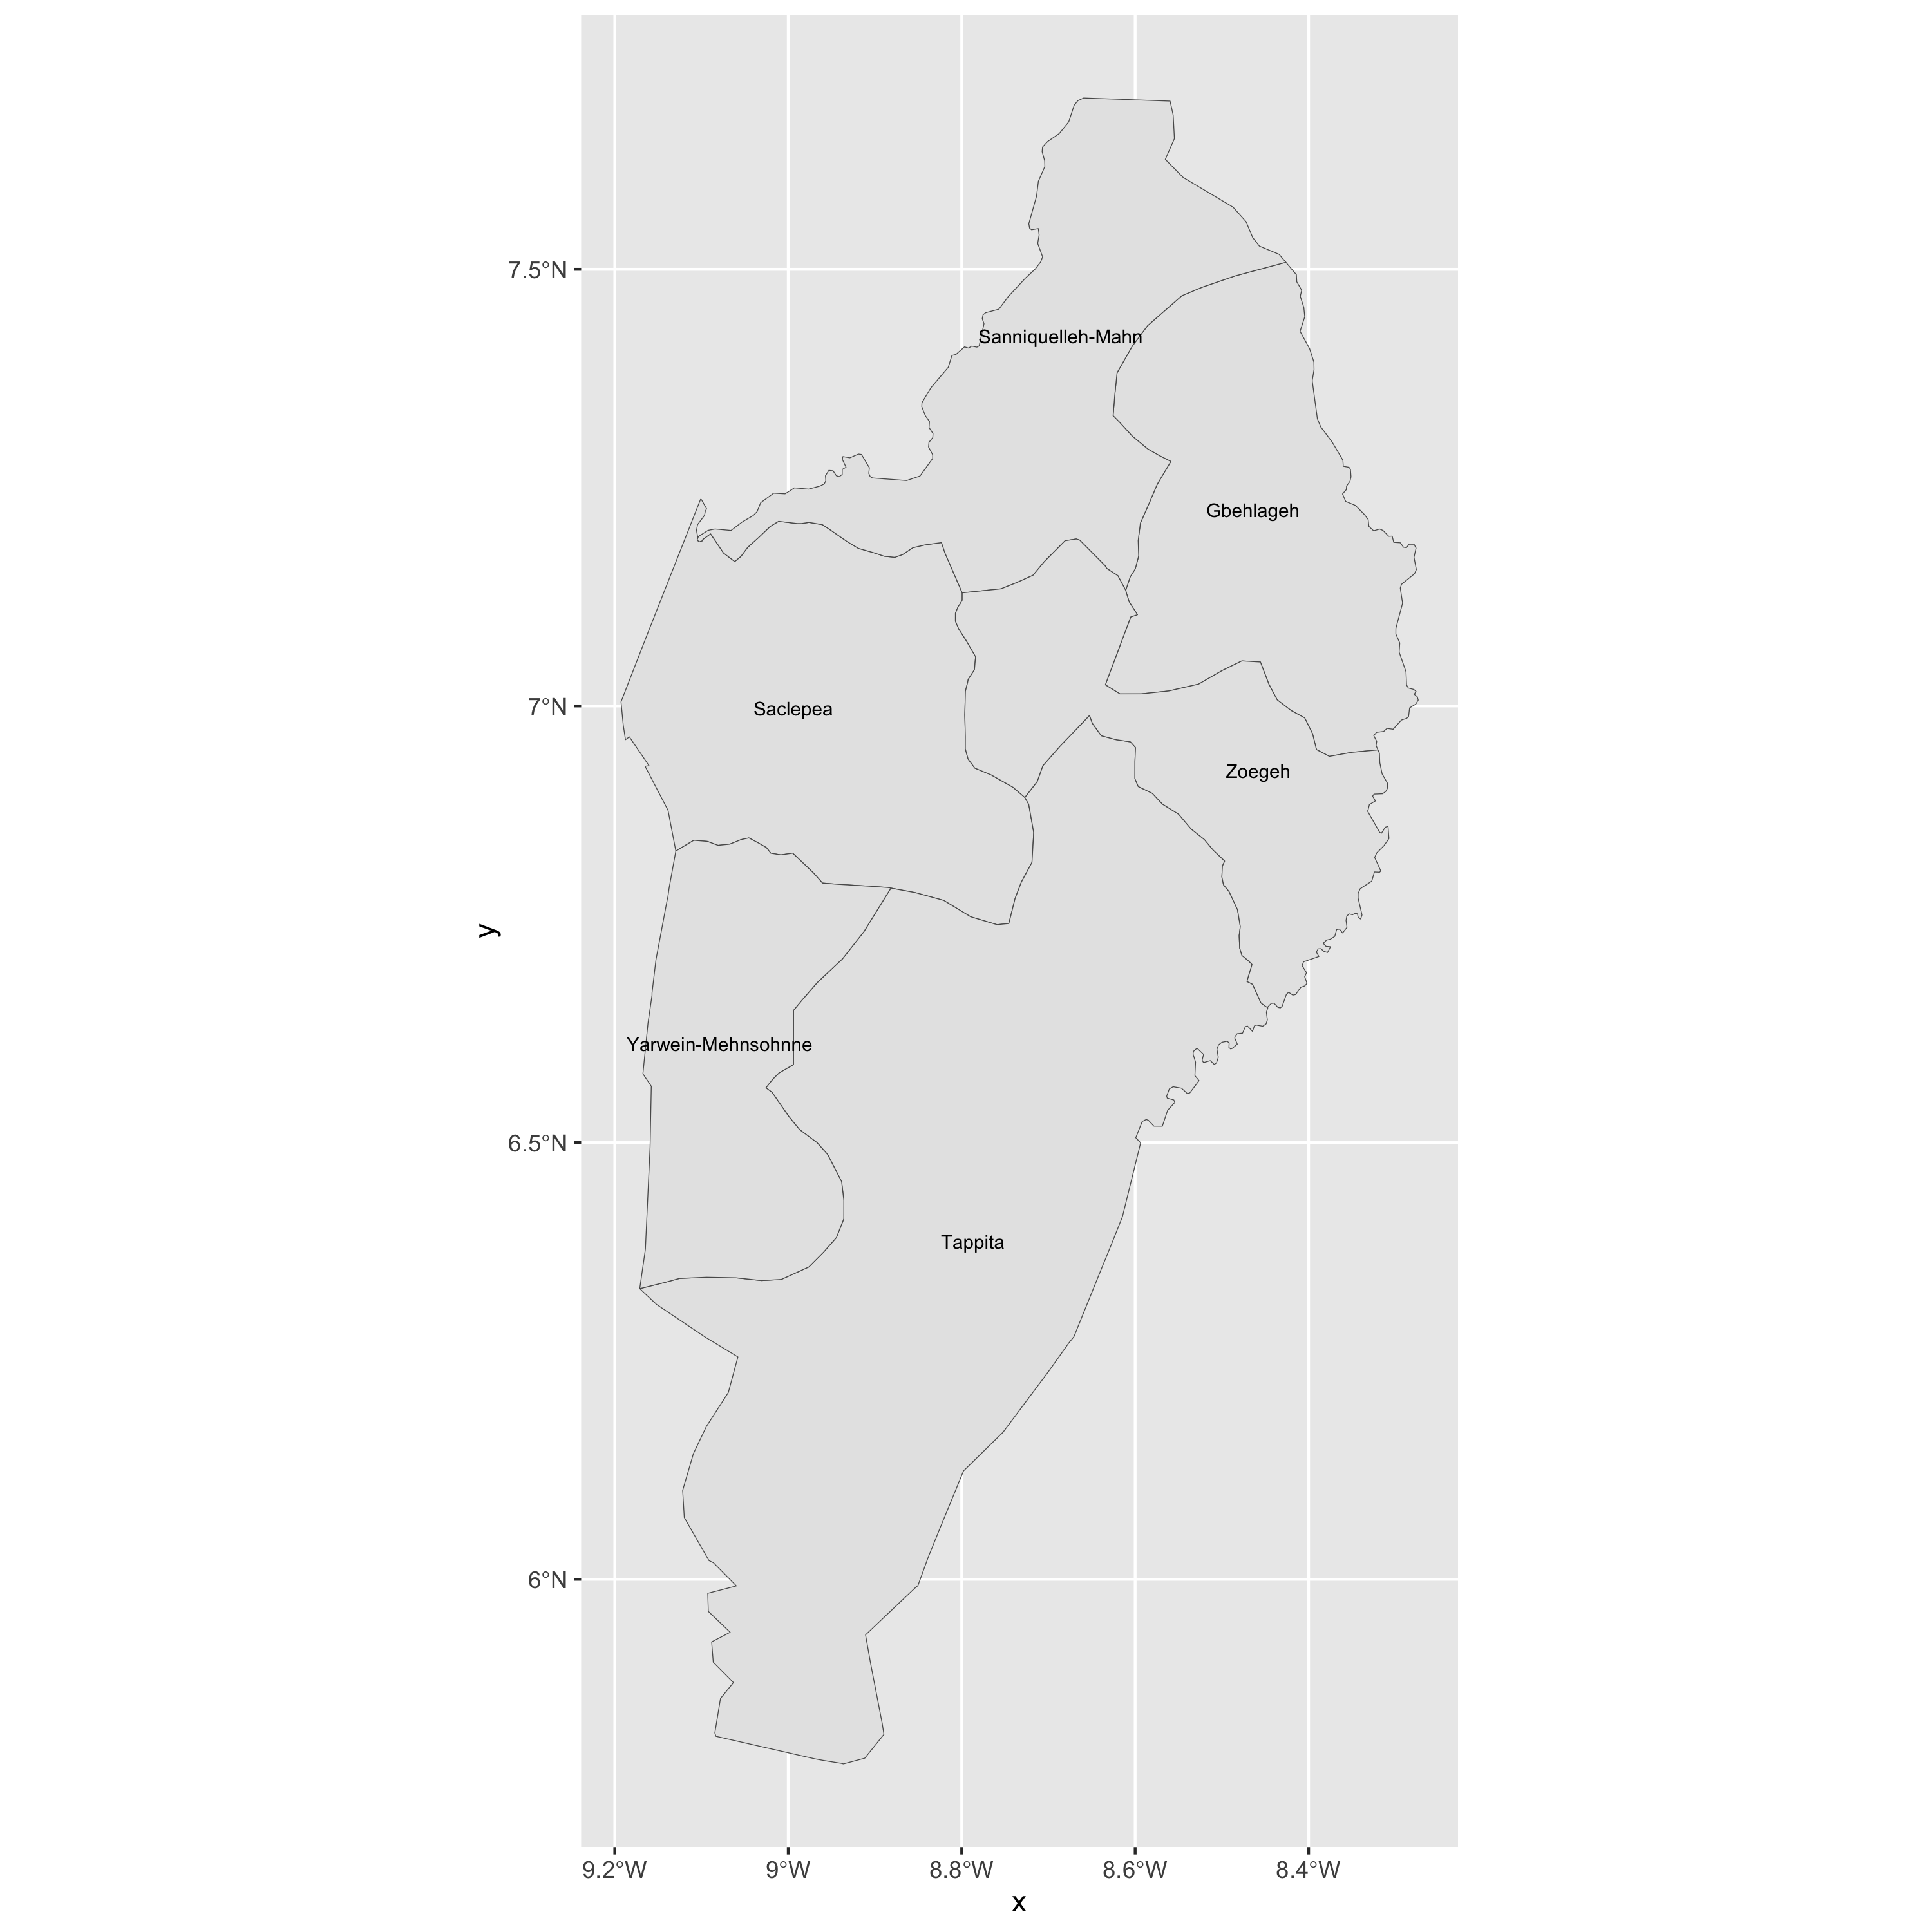 7.5°N
Sanniquelleh-Mahn
Gbehlageh
7°N
Saclepea
Zoegeh
y
Yarwein-Mehnsohnne
6.5°N
Tappita
6°N
9.2°W 9°W 8.8°W 8.6°W 8.4°W
x